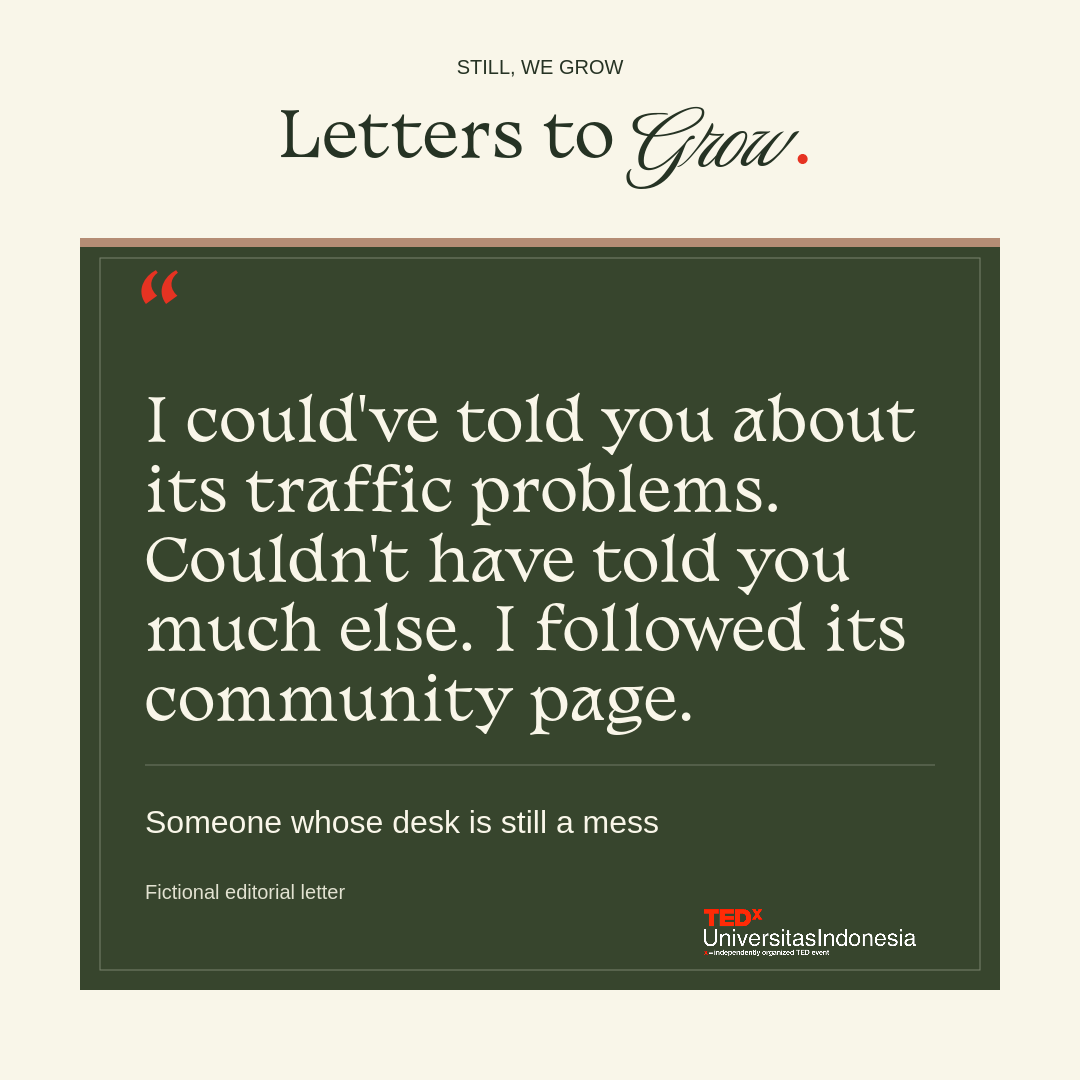 STILL, WE GROW
Letters to Grow.
“
I could've told you about
its traffic problems.
Couldn't have told you
much else. I followed its
community page.
Someone whose desk is still a mess
Fictional editorial letter
TEDx
UniversitasIndonesia
x = independently organized TED event